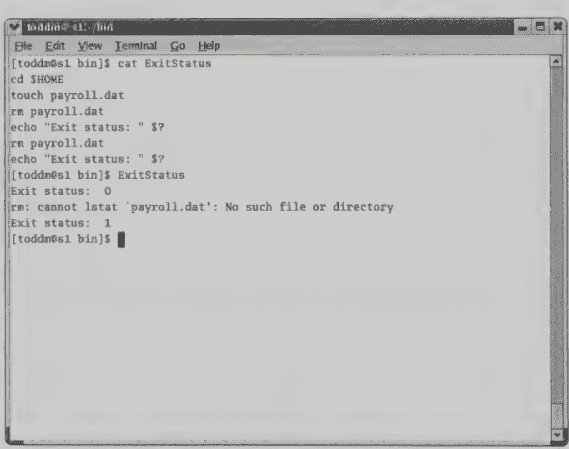 toddm@s1:~/bin
File Edit View Terminal Go Help
[toddm@s1 bin]$ cat ExitStatus
cd $HOME
touch payroll.dat
rm payroll.dat
echo "Exit status: " $?
rm payroll.dat
echo "Exit status: " $?
[toddm@s1 bin]$ ExitStatus
Exit status:  0
rm: cannot lstat `payroll.dat': No such file or directory
Exit status:  1
[toddm@s1 bin]$